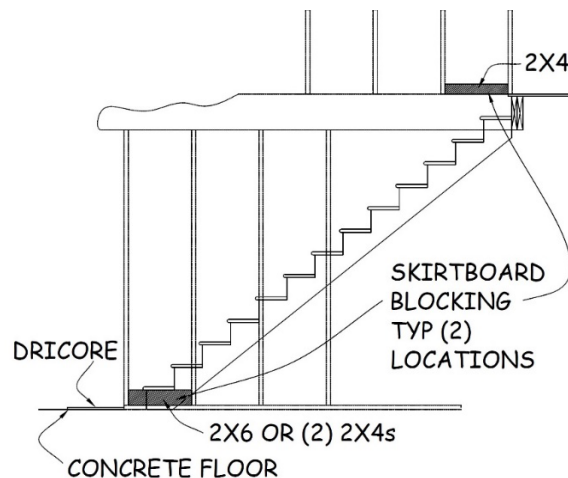 2X4
SKIRTBOARD
BLOCKING
TYP (2)
LOCATIONS
DRICORE
2X6 OR (2) 2X4s
CONCRETE FLOOR